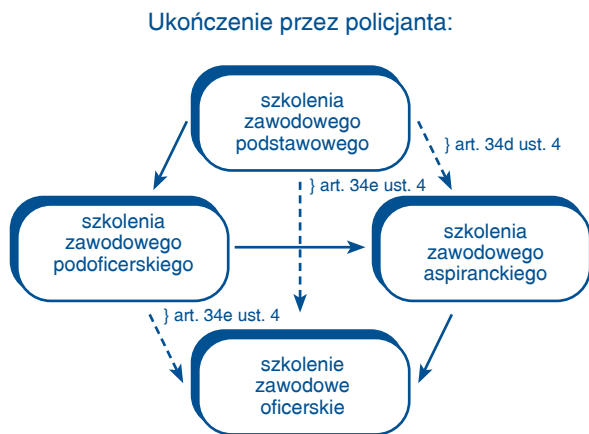 Ukończenie przez policjanta:
szkolenia
zawodowego
podstawowego
} art. 34d ust. 4
} art. 34e ust. 4
szkolenia
zawodowego
podoficerskiego
szkolenia
zawodowego
aspiranckiego
} art. 34e ust. 4
szkolenie
zawodowe
oficerskie